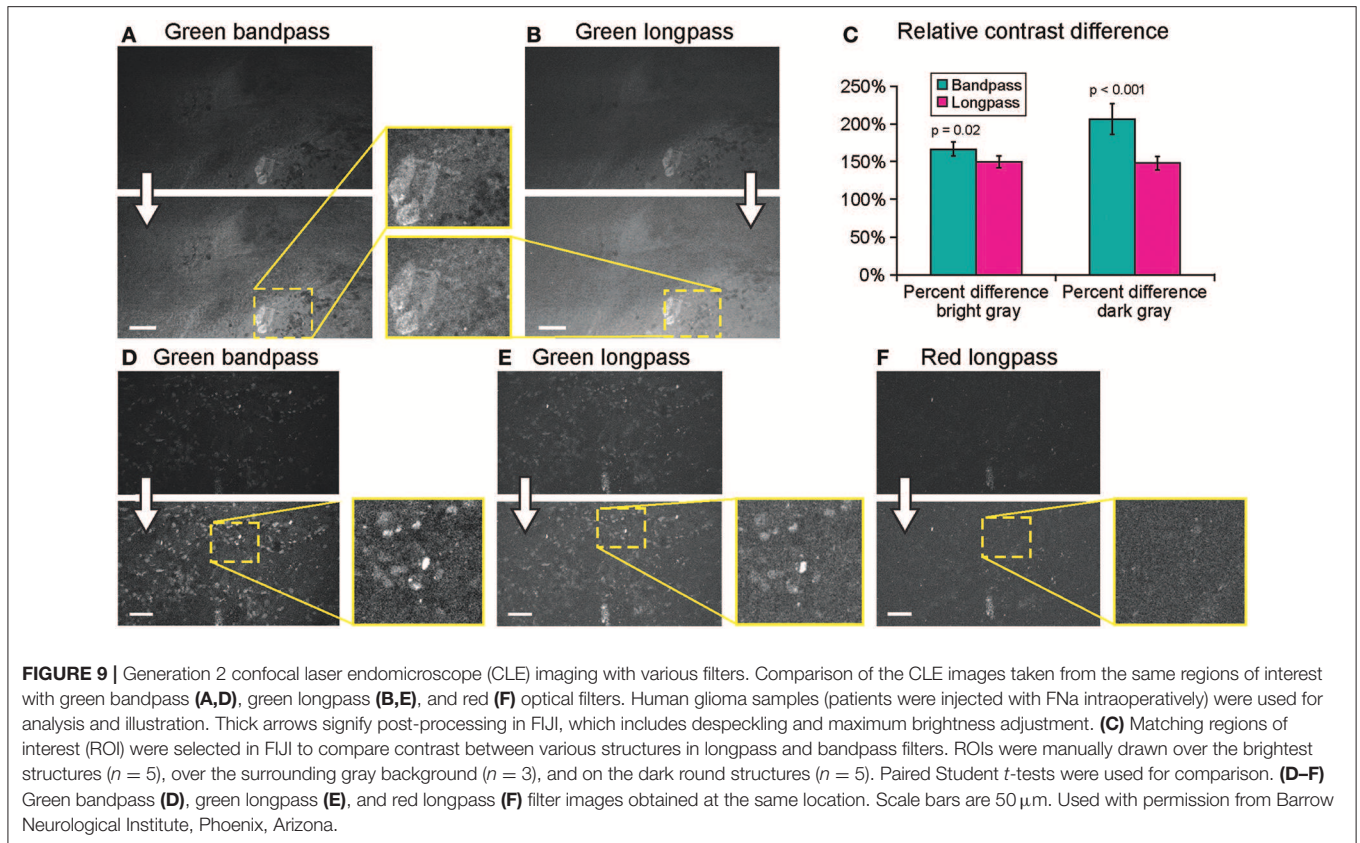 A Green bandpass
B Green longpass
C Relative contrast difference
250%
200%
150%
100%
50%
0%
Bandpass
Longpass
p = 0.02
p < 0.001
Percent difference
bright gray
Percent difference
dark gray
D Green bandpass
E Green longpass
F Red longpass
FIGURE 9 | Generation 2 confocal laser endomicroscope (CLE) imaging with various filters. Comparison of the CLE images taken from the same regions of interest
with green bandpass (A,D), green longpass (B,E), and red (F) optical filters. Human glioma samples (patients were injected with FNa intraoperatively) were used for
analysis and illustration. Thick arrows signify post-processing in FIJI, which includes despeckling and maximum brightness adjustment. (C) Matching regions of
interest (ROI) were selected in FIJI to compare contrast between various structures in longpass and bandpass filters. ROIs were manually drawn over the brightest
structures (n = 5), over the surrounding gray background (n = 3), and on the dark round structures (n = 5). Paired Student t-tests were used for comparison. (D–F)
Green bandpass (D), green longpass (E), and red longpass (F) filter images obtained at the same location. Scale bars are 50 μm. Used with permission from Barrow
Neurological Institute, Phoenix, Arizona.